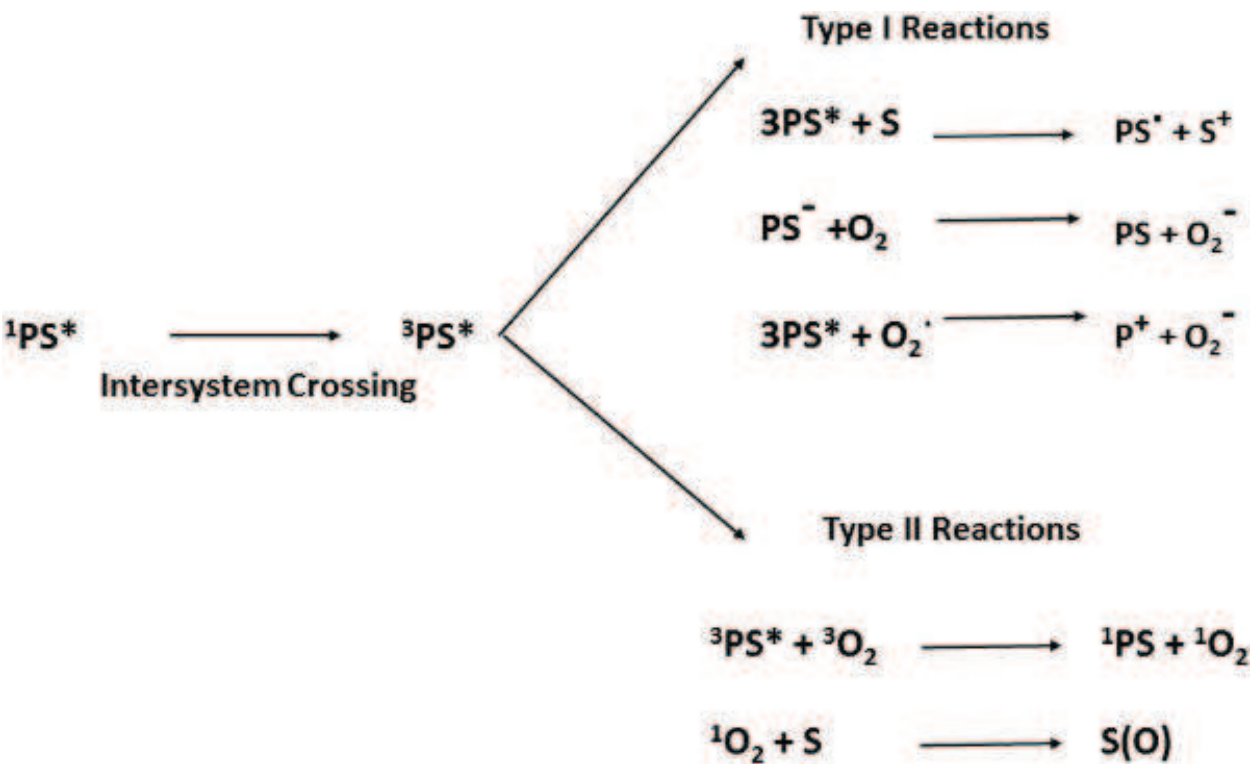 Type I Reactions
3PS* + S → PS˙ + S⁺
PS⁻ +O₂ → PS + O₂⁻
¹PS* → ³PS*
Intersystem Crossing
3PS* + O₂˙ → P⁺ + O₂⁻
Type II Reactions
³PS* + ³O₂ → ¹PS + ¹O₂
¹O₂ + S → S(O)